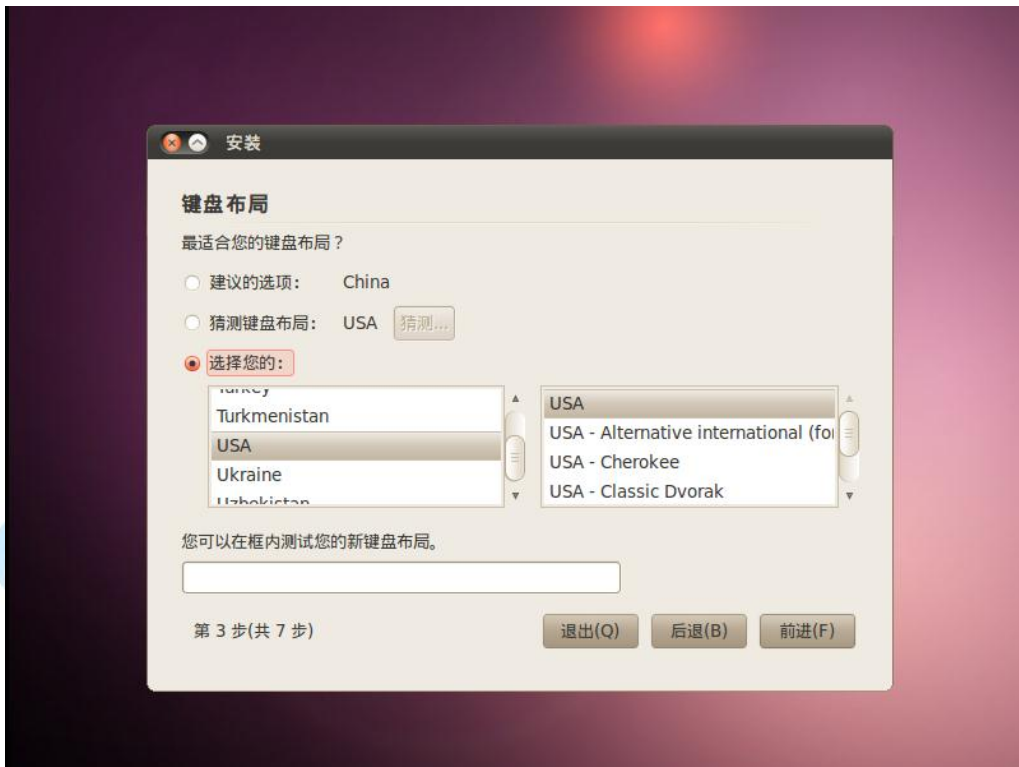 安装
键盘布局
最适合您的键盘布局？
建议的选项： China
猜测键盘布局： USA 猜测...
选择您的：
Turkey
Turkmenistan
USA
Ukraine
Uzbekistan
USA
USA - Alternative international (for
USA - Cherokee
USA - Classic Dvorak
您可以在框内测试您的新键盘布局。
第 3 步(共 7 步) 退出(Q) 后退(B) 前进(F)